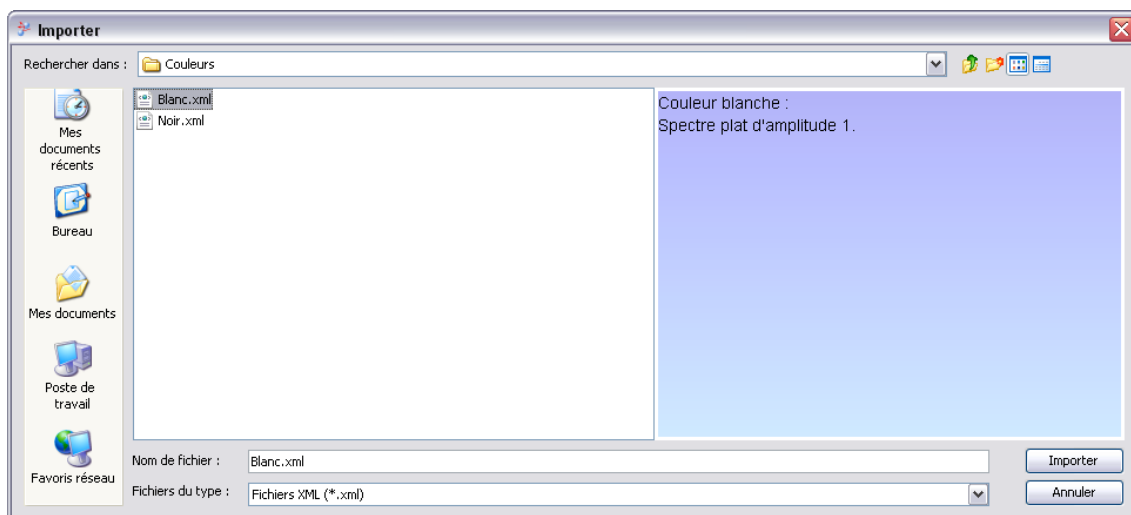 Importer
Rechercher dans :
Couleurs
Mes
documents
récents
Bureau
Mes documents
Poste de
travail
Favoris réseau
Blanc.xml
Noir.xml
Couleur blanche :
Spectre plat d'amplitude 1.
Nom de fichier :
Blanc.xml
Importer
Fichiers du type :
Fichiers XML (*.xml)
Annuler